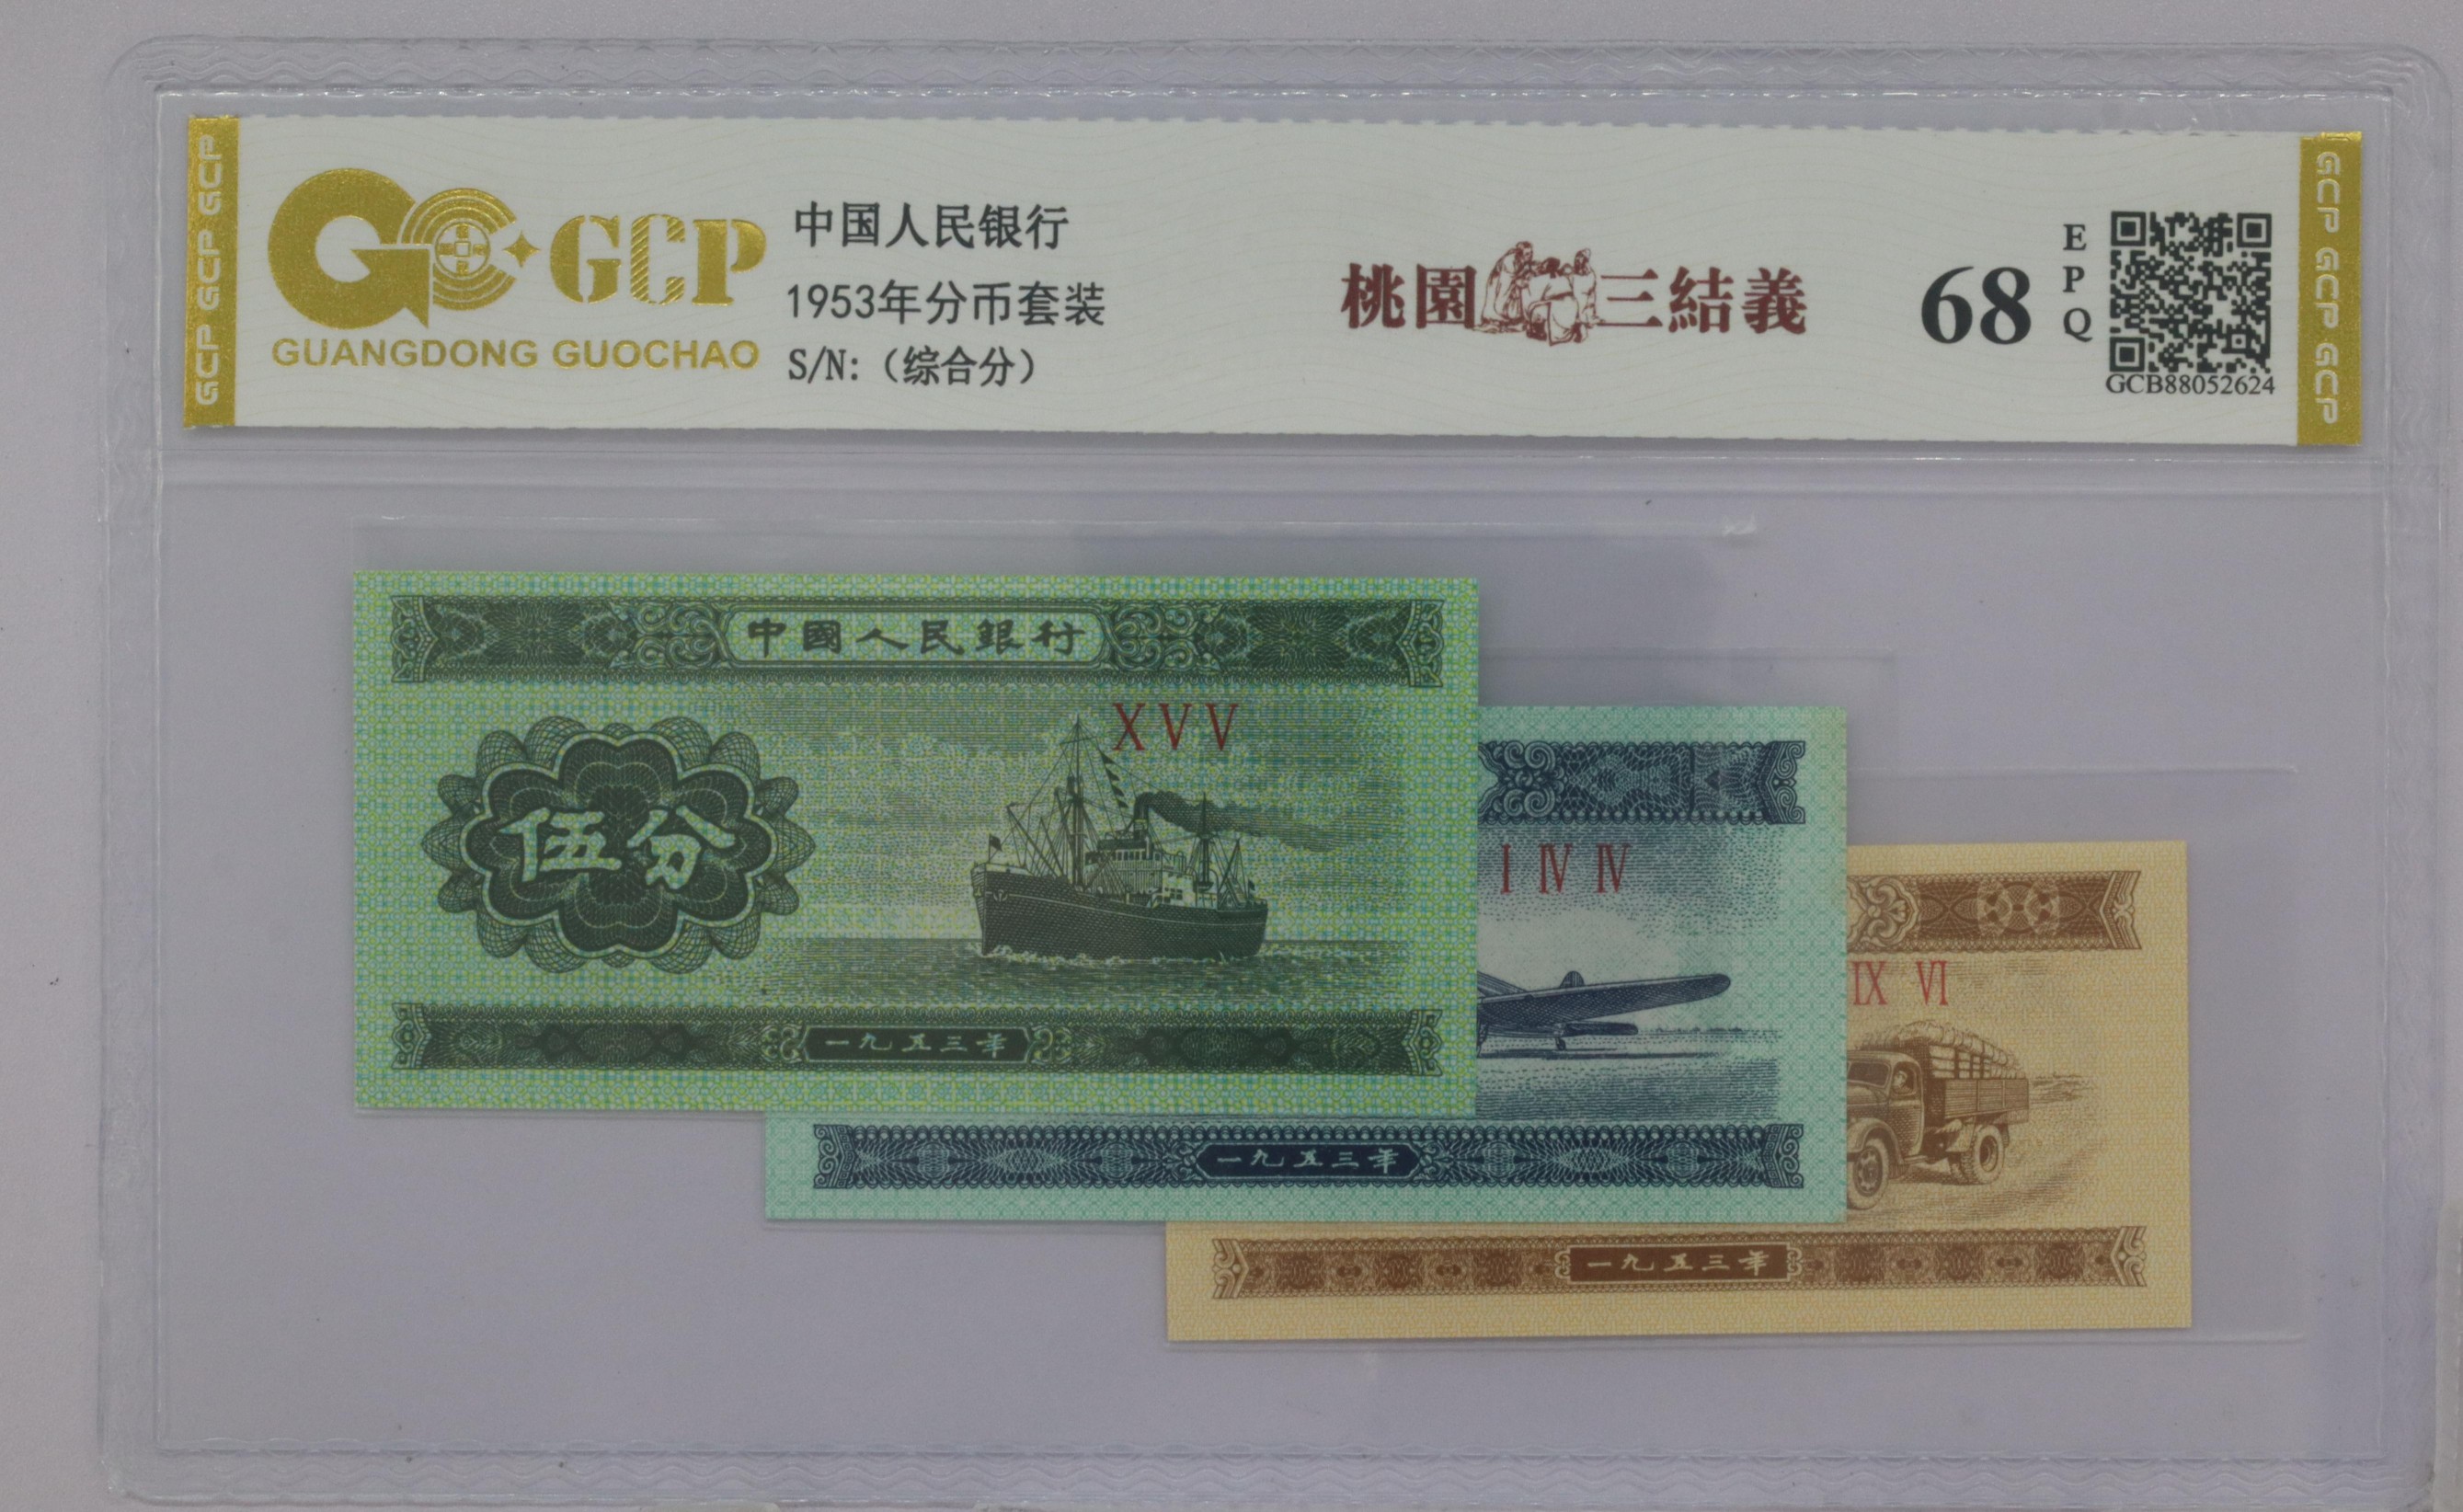 GCP GCP GCP
GCP
GUANGDONG GUOCHAO
中国人民银行
1953年分币套装
S/N:（综合分）
桃園三結義
68
EPQ
GCB88052624
GCP GCP GCP
中國人民銀行
XVV
伍分
一九五三年
I IV IV
一九五三年
IX VI
一九五三年